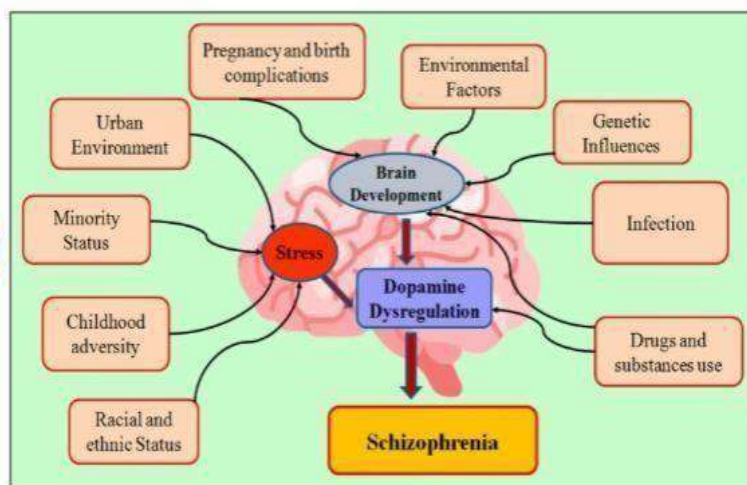 Pregnancy and birth
complications
Environmental
Factors
Urban
Environment
Genetic
Influences
Brain
Development
Minority
Status
Infection
Stress
Dopamine
Dysregulation
Childhood
adversity
Drugs and
substances use
Racial and
ethnic Status
Schizophrenia